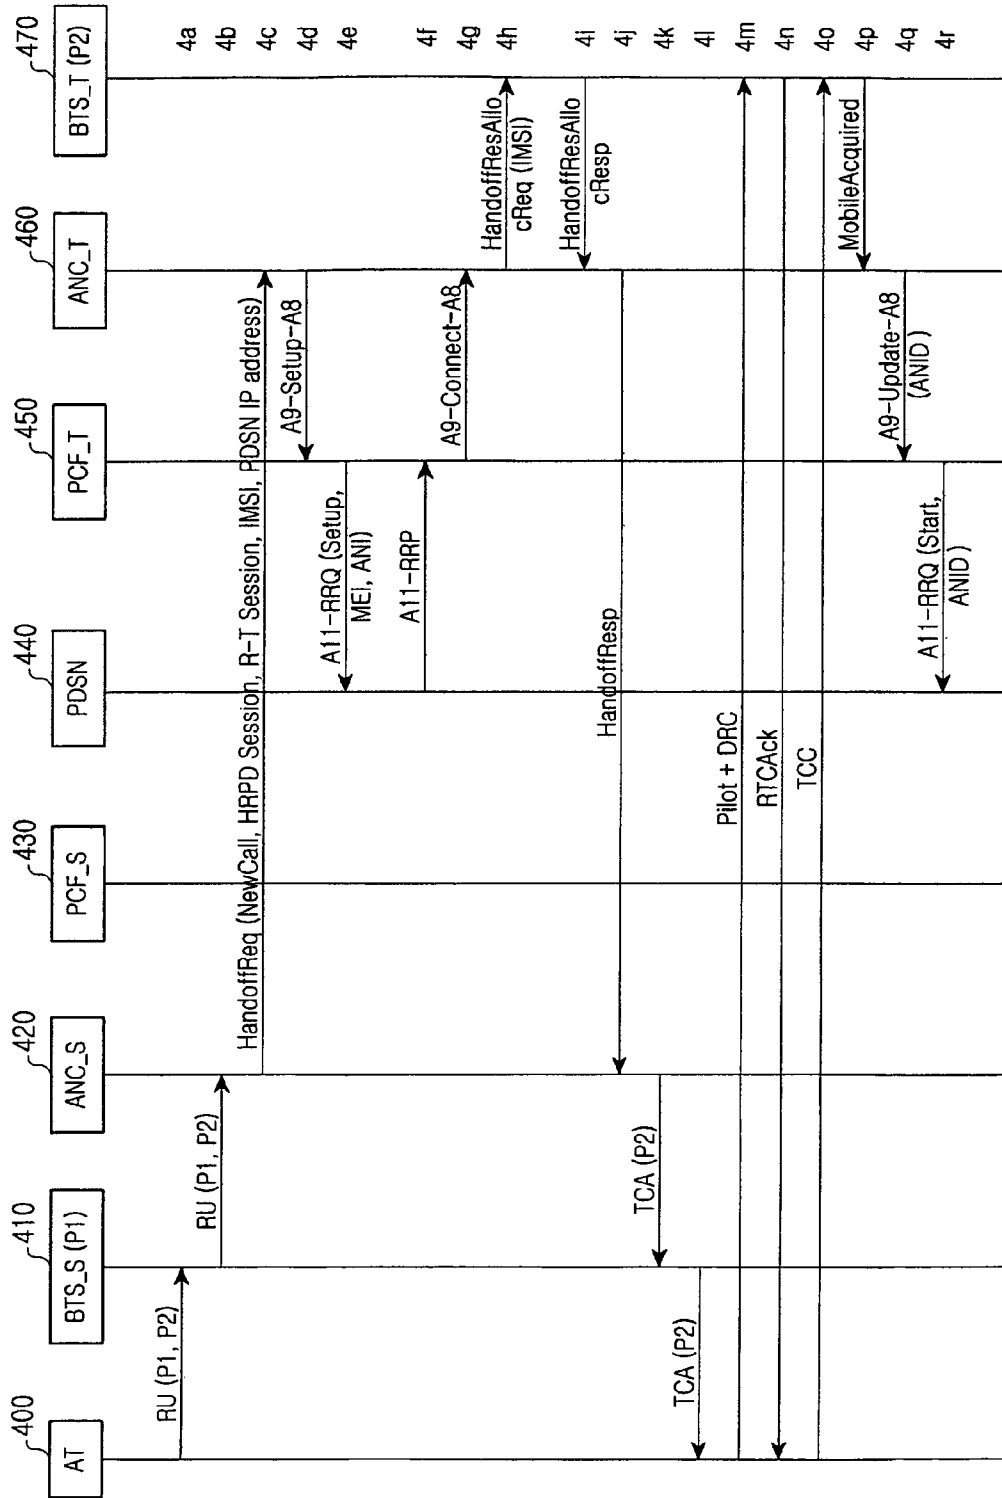 400
410
420
430
440
450
460
470
AT
BTS_S (P1)
ANC_S
PCF_S
PDSN
PCF_T
ANC_T
BTS_T (P2)
RU (P1, P2)
4a
RU (P1, P2)
4b
HandoffReq (NewCall, HRPD Session, R-T Session, IMSI, PDSN IP address)
4c
A9-Setup-A8
4d
A11-RRQ (Setup,
MEI, ANI)
4e
A11-RRP
4f
A9-Connect-A8
4g
HandoffResAllo
cReq (IMSI)
4h
HandoffResAllo
cResp
4i
HandoffResp
4j
TCA (P2)
4k
TCA (P2)
4l
Pilot + DRC
4m
RTCAck
4n
TCC
4o
MobileAcquired
4p
A9-Update-A8
(ANID)
4q
A11-RRQ (Start,
ANID)
4r